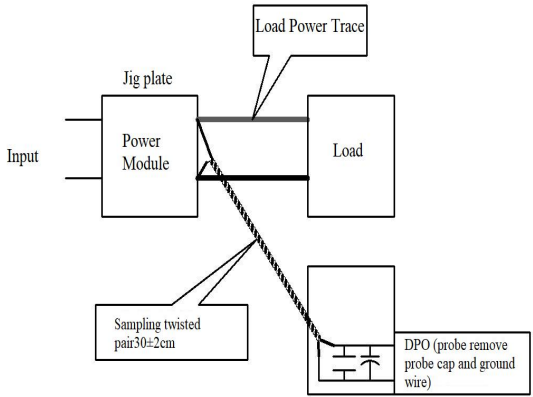 Load Power Trace
Jig plate
Input
Power
Module
Load
Sampling twisted
pair30±2cm
DPO (probe remove
probe cap and ground
wire)